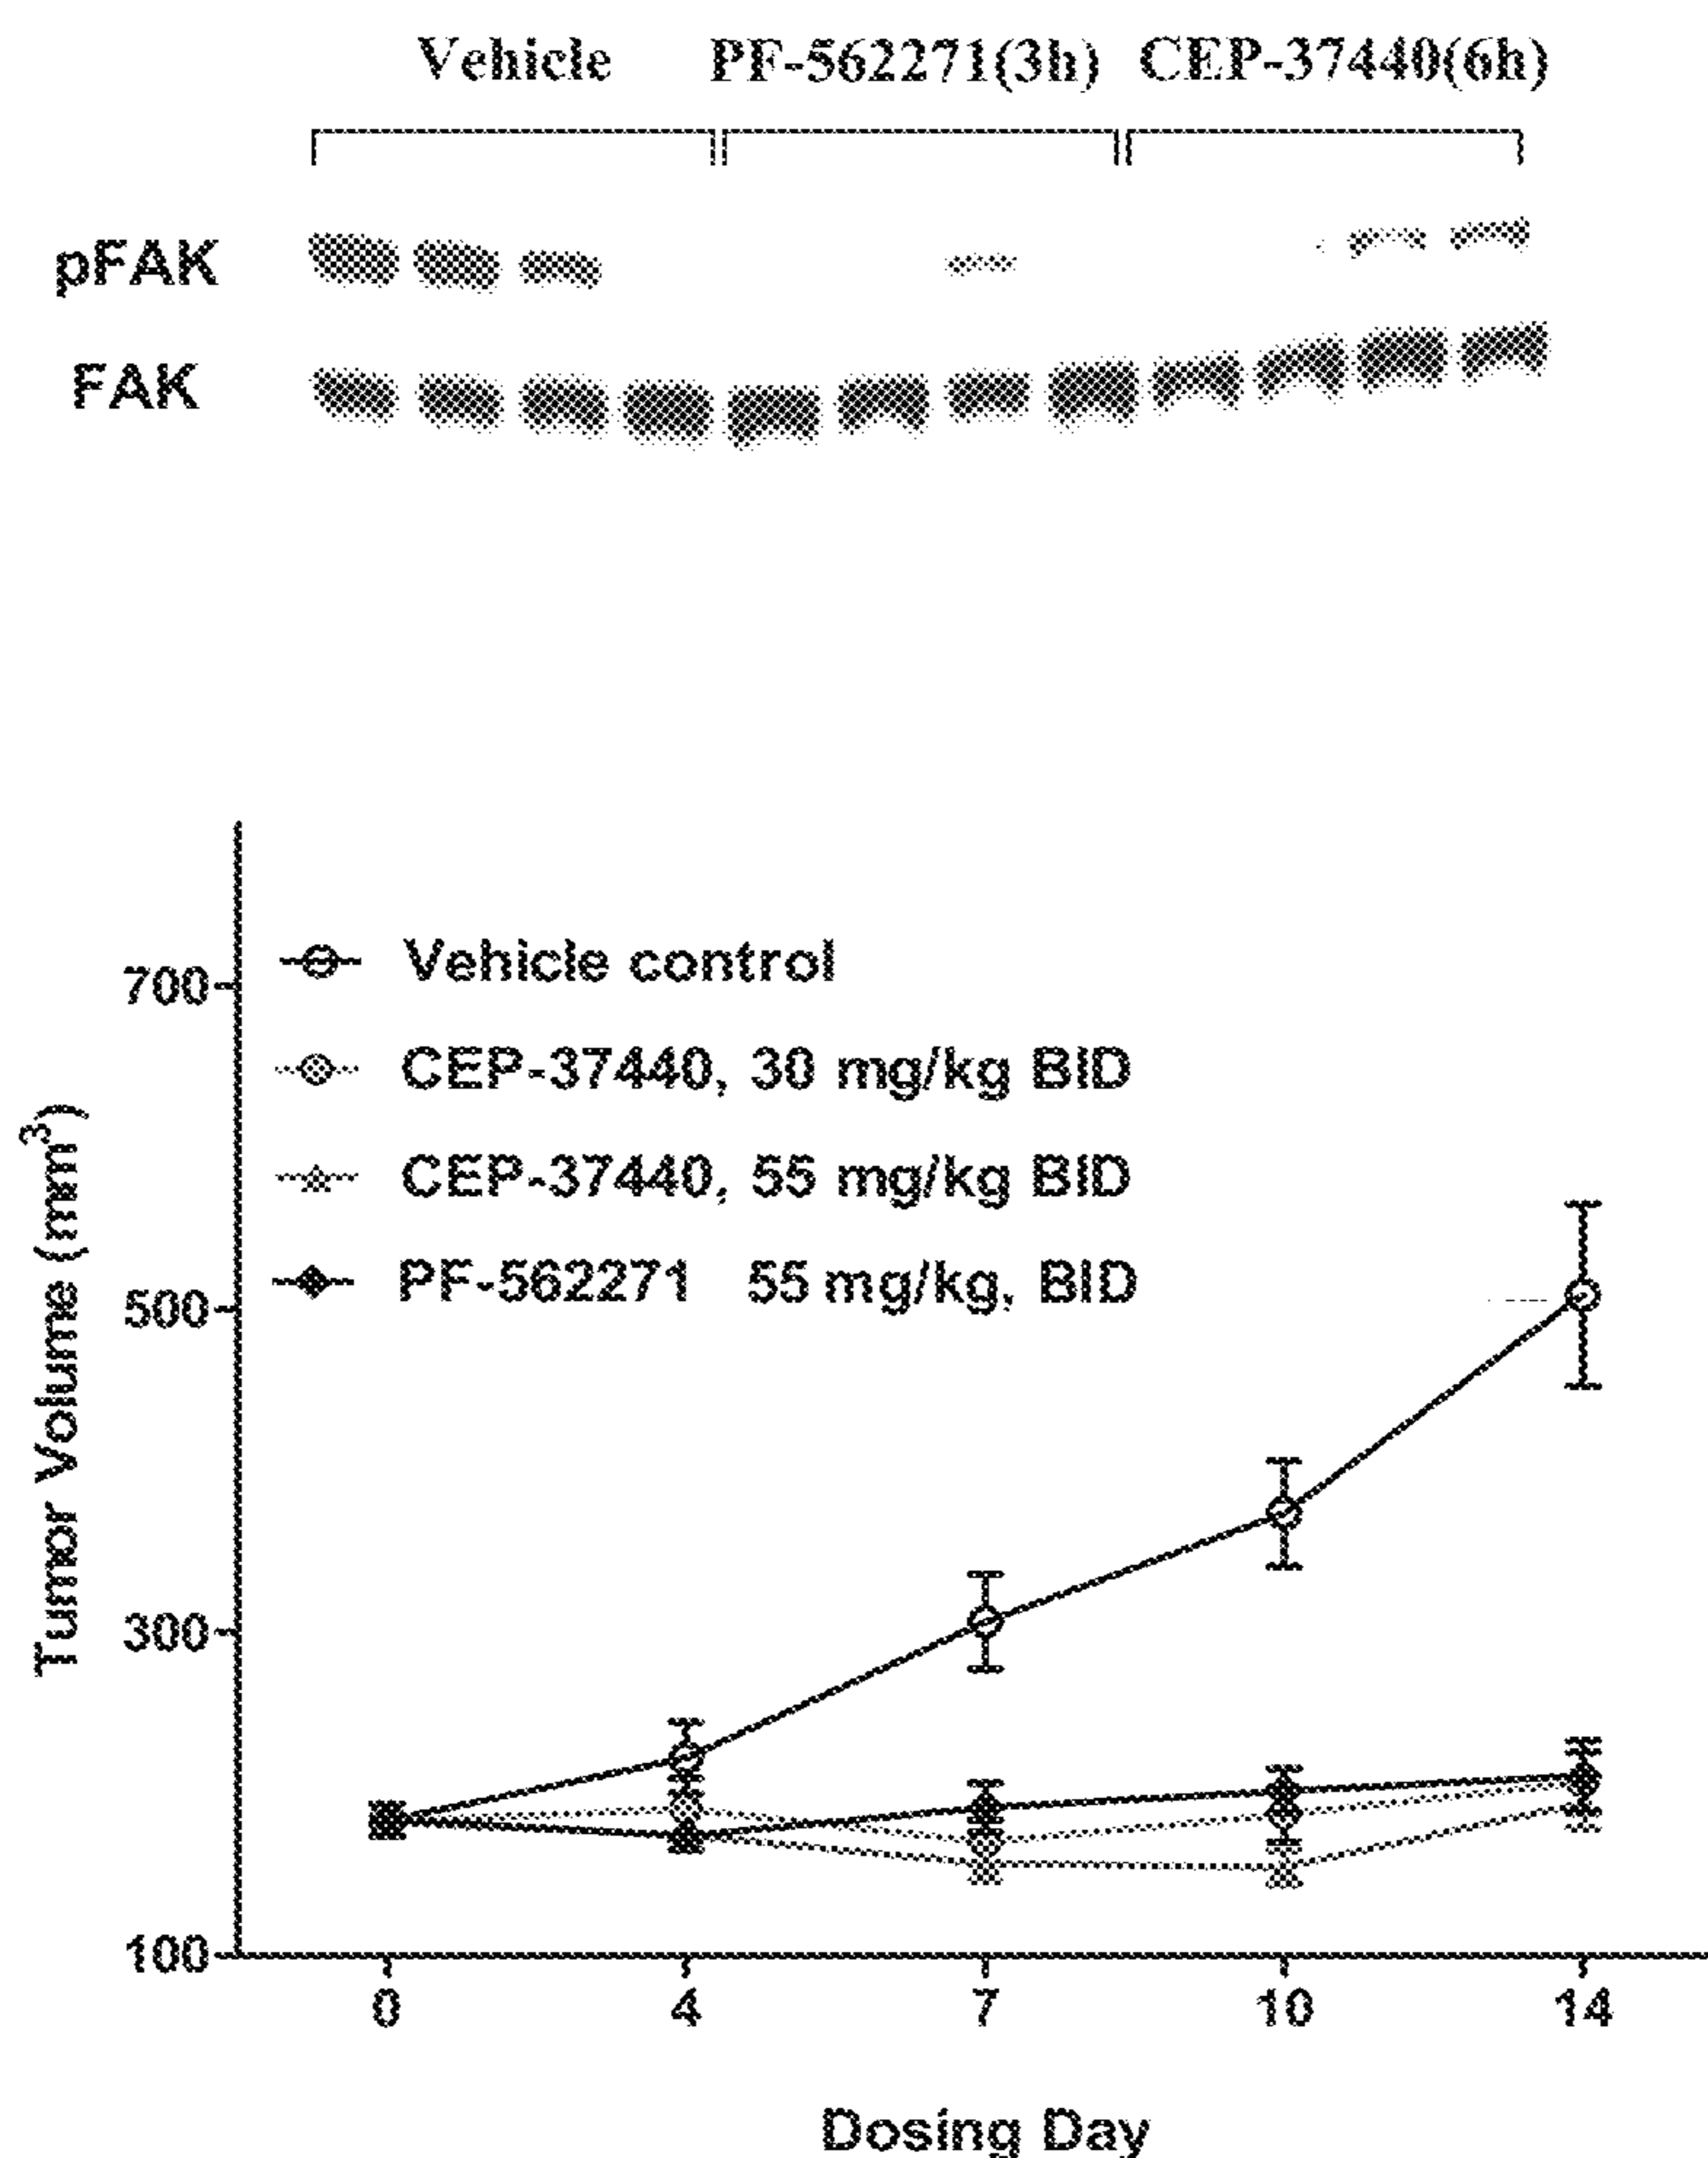 Vehicle PF-562271(3h) CEP-37440(6h)
pFAK
FAK
Vehicle control
700
CEP-37440, 30 mg/kg BID
CEP-37440, 55 mg/kg BID
PF-562271 55 mg/kg, BID
500
Tumor Volume (mm³)
300
100
0 4 7 10 14
Dosing Day